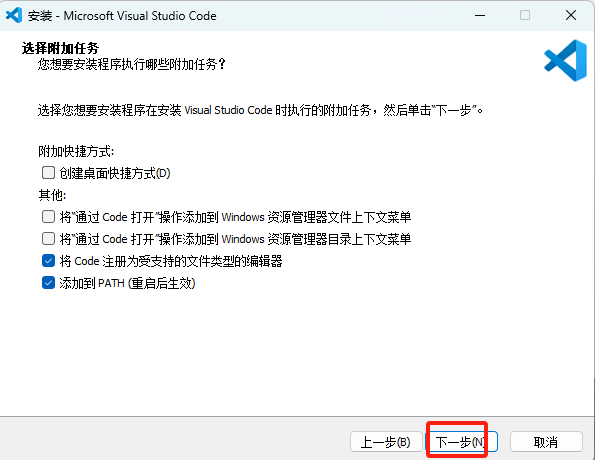 安装 - Microsoft Visual Studio Code
选择附加任务
您想要安装程序执行哪些附加任务？
选择您想要安装程序在安装 Visual Studio Code 时执行的附加任务，然后单击“下一步”。
附加快捷方式:
创建桌面快捷方式(D)
其他:
将“通过 Code 打开”操作添加到 Windows 资源管理器文件上下文菜单
将“通过 Code 打开”操作添加到 Windows 资源管理器目录上下文菜单
将 Code 注册为受支持的文件类型的编辑器
添加到 PATH (重启后生效)
上一步(B) 下一步(N) 取消